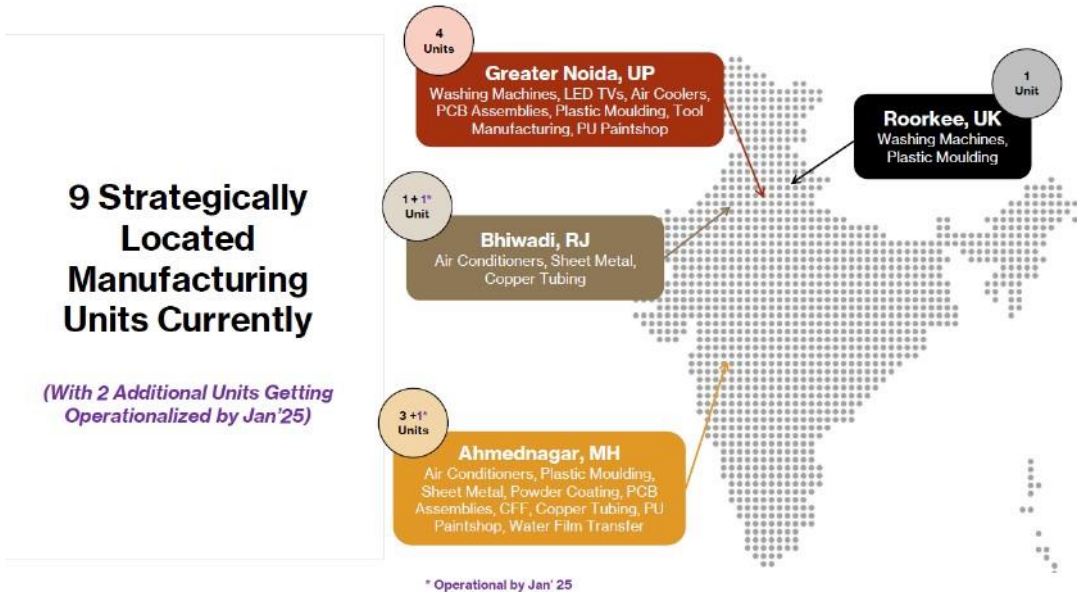 9 Strategically
Located
Manufacturing
Units Currently
(With 2 Additional Units Getting
Operationalized by Jan'25)
4
Units
Greater Noida, UP
Washing Machines, LED TVs, Air Coolers,
PCB Assemblies, Plastic Moulding, Tool
Manufacturing, PU Paintshop
1
Unit
Roorkee, UK
Washing Machines,
Plastic Moulding
1 + 1*
Unit
Bhiwadi, RJ
Air Conditioners, Sheet Metal,
Copper Tubing
3 +1*
Units
Ahmednagar, MH
Air Conditioners, Plastic Moulding,
Sheet Metal, Powder Coating, PCB
Assemblies, CFF, Copper Tubing, PU
Paintshop, Water Film Transfer
* Operational by Jan' 25